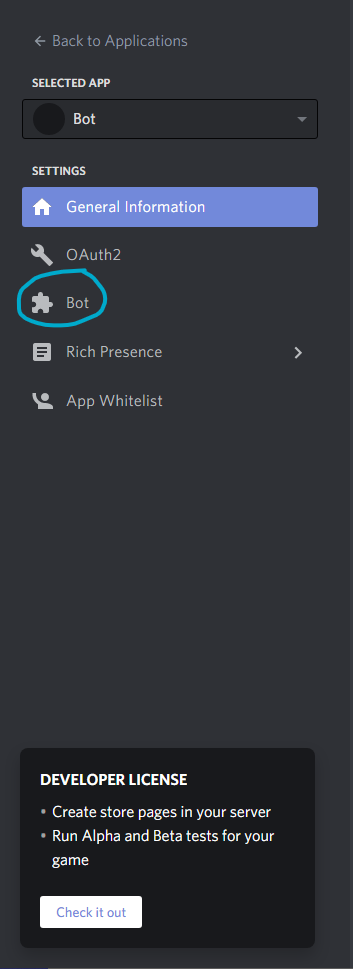 ← Back to Applications
SELECTED APP
Bot
SETTINGS
General Information
OAuth2
Bot
Rich Presence
App Whitelist
DEVELOPER LICENSE
• Create store pages in your server
• Run Alpha and Beta tests for your
game
Check it out